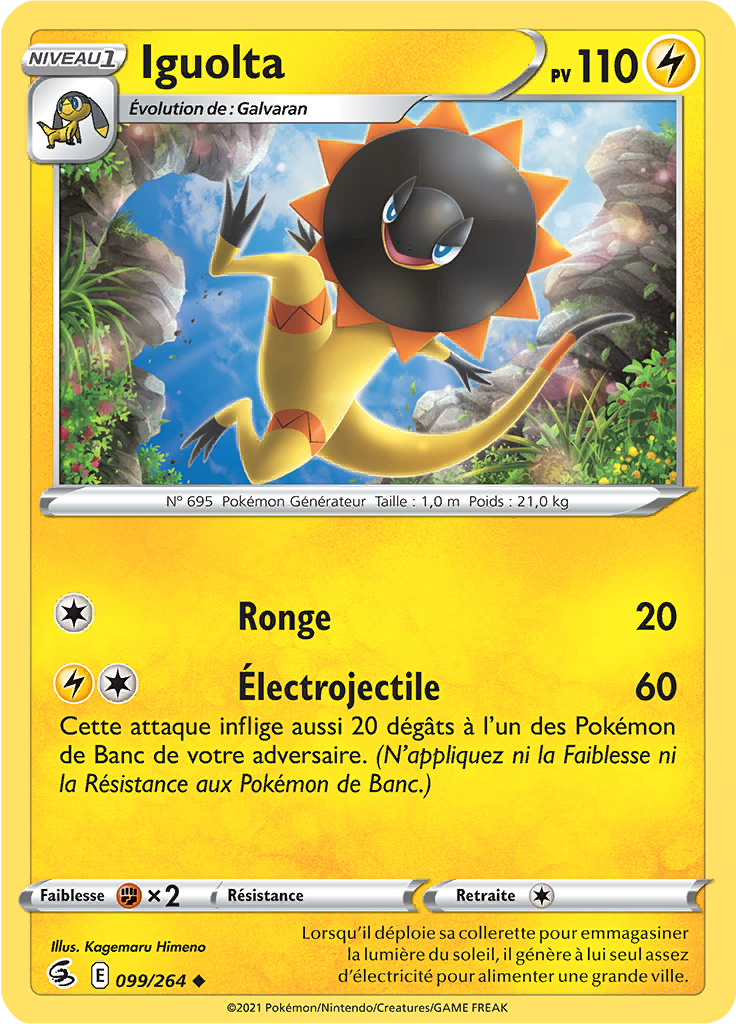 NIVEAU 1
Iguolta
PV 110
Évolution de : Galvaran
N° 695 Pokémon Générateur Taille : 1,0 m Poids : 21,0 kg
Ronge 20
Électrojectile 60
Cette attaque inflige aussi 20 dégâts à l'un des Pokémon
de Banc de votre adversaire. (N'appliquez ni la Faiblesse ni
la Résistance aux Pokémon de Banc.)
Faiblesse ×2 Résistance Retraite
Illus. Kagemaru Himeno
Lorsqu'il déploie sa collerette pour emmagasiner
la lumière du soleil, il génère à lui seul assez
d'électricité pour alimenter une grande ville.
E 099/264
©2021 Pokémon/Nintendo/Creatures/GAME FREAK